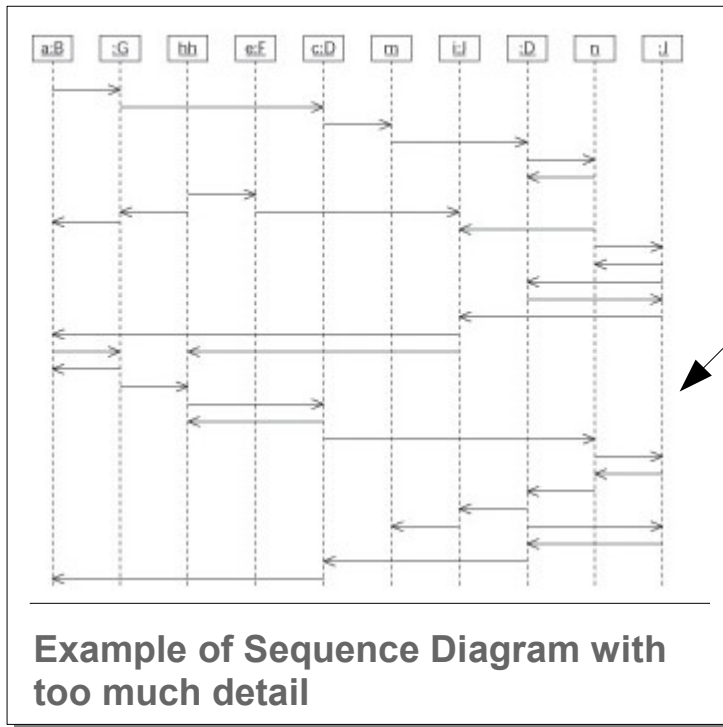 a:B :G hh e:F c:D m i:J :D n :J
Example of Sequence Diagram with
too much detail